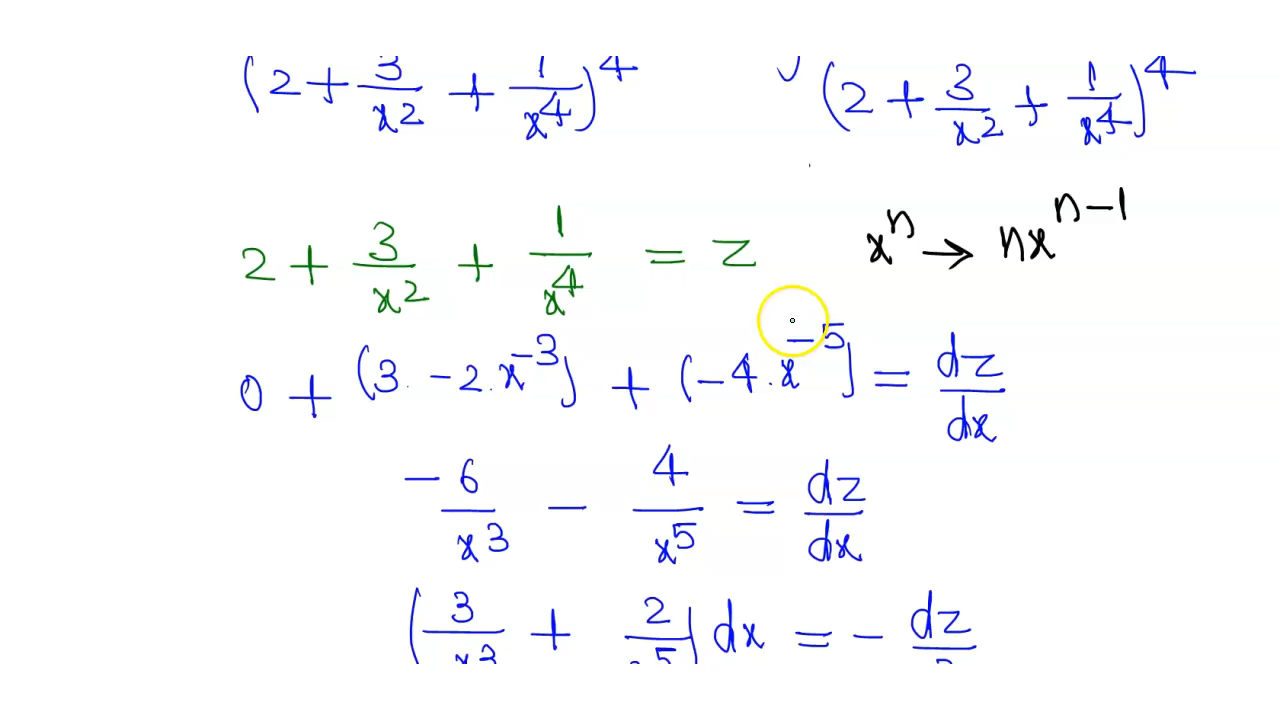 (2 + 3/x² + 1/x⁴)⁴ ∫ (2 + 3/x² + 1/x⁴)⁴
2 + 3/x² + 1/x⁴ = z xⁿ → nxⁿ⁻¹
0 + (3. -2. x⁻³) + (-4. x⁻⁵) = dz/dx
-6/x³ - 4/x⁵ = dz/dx
(3/x³ + 2/x⁵) dx = - dz/2